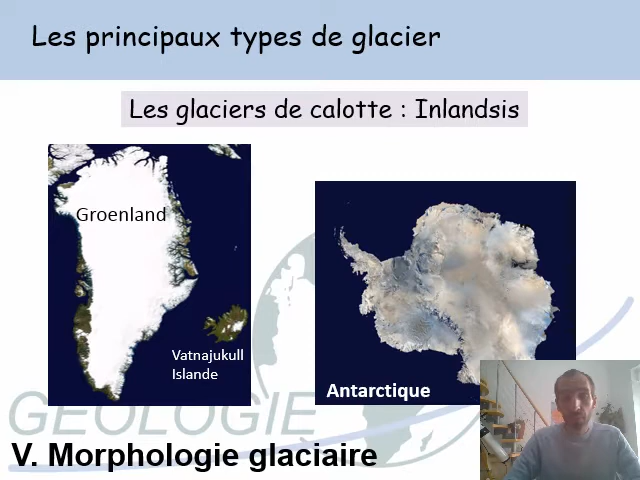 Les principaux types de glacier
Les glaciers de calotte : Inlandsis
Groenland
Vatnajukull
Islande
Antarctique
GEOLOGIE
V. Morphologie glaciaire